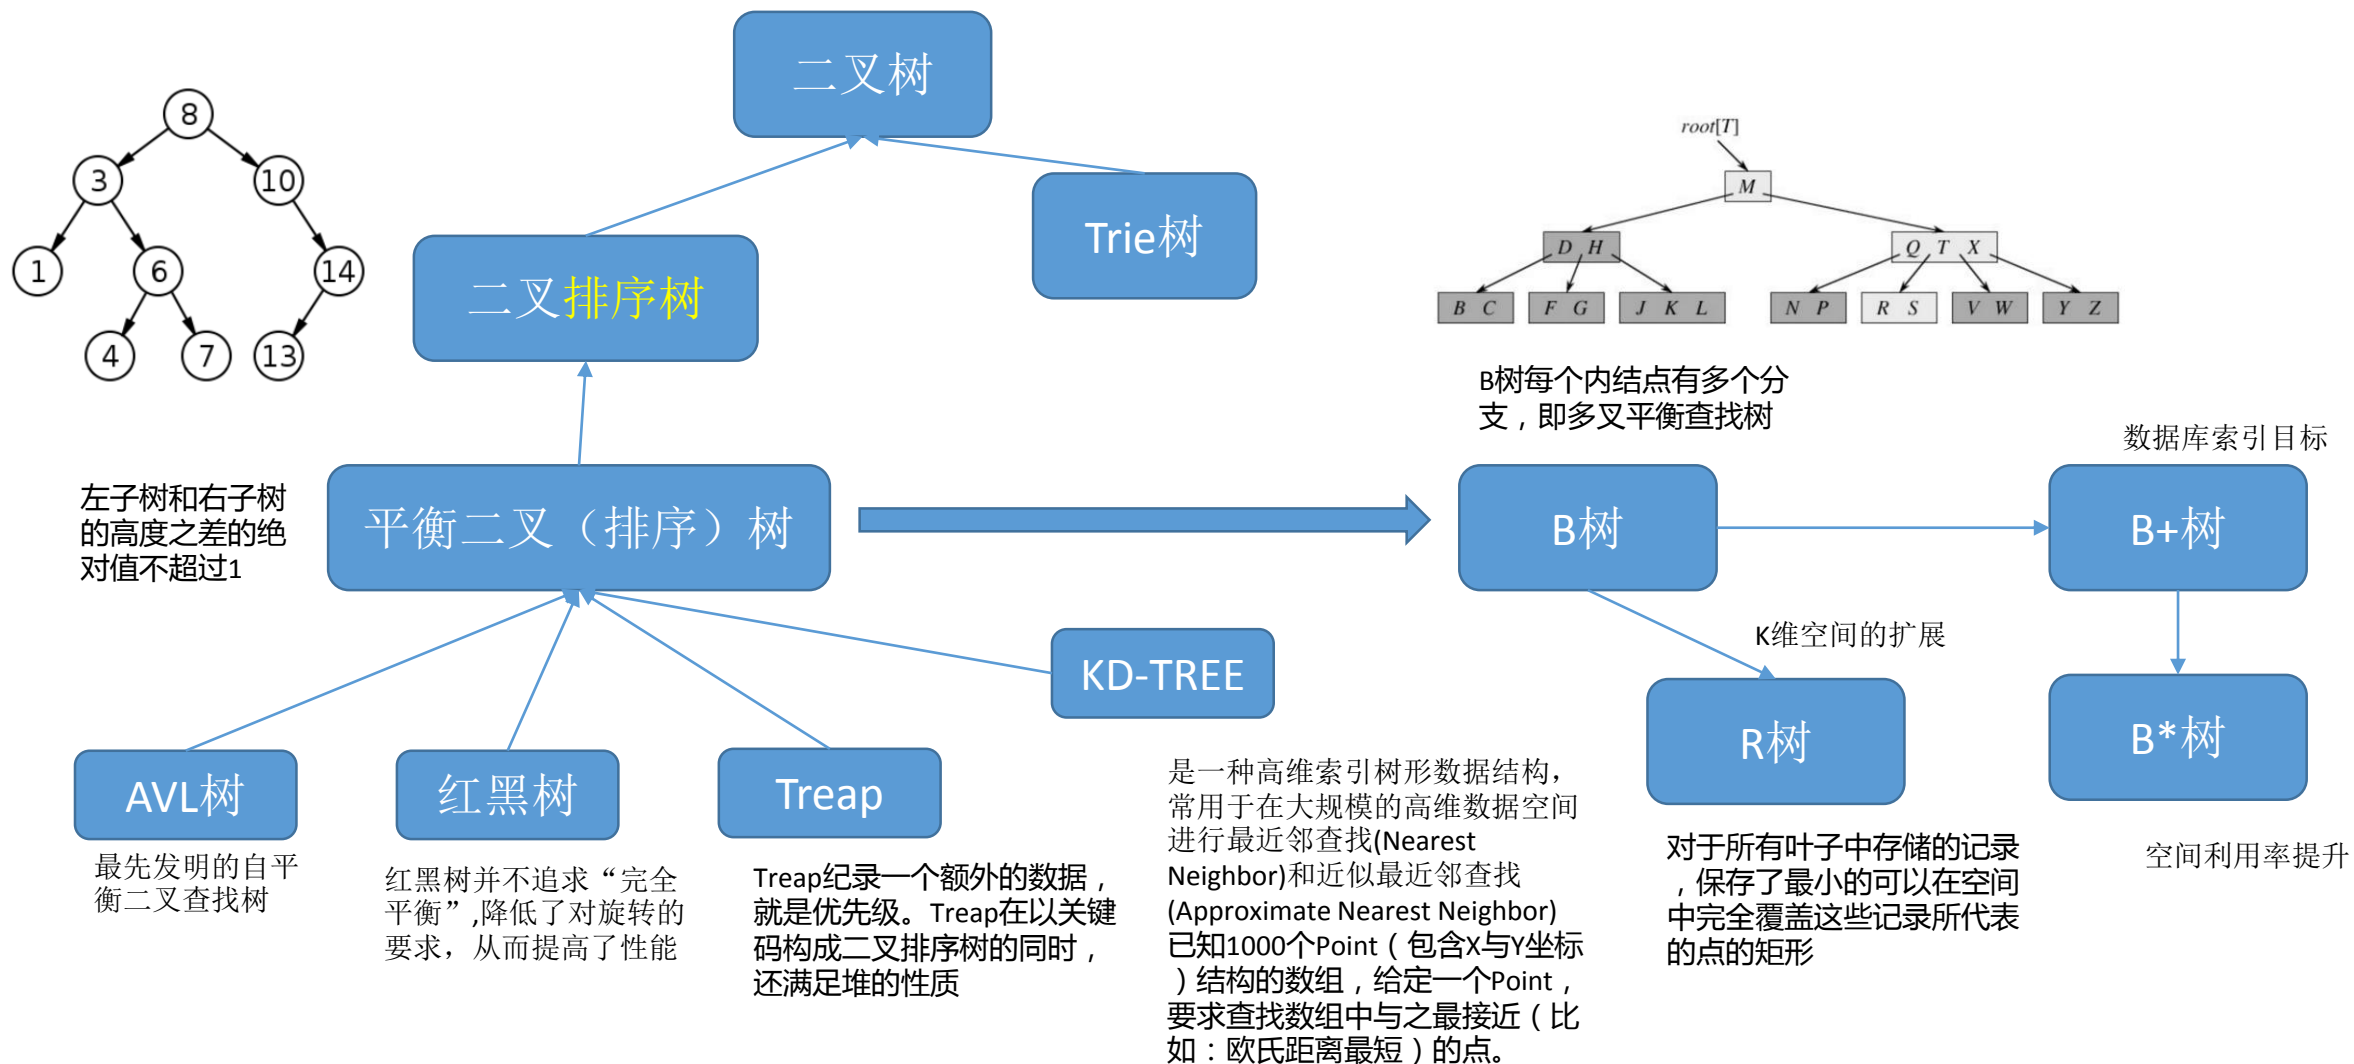 二叉树
8
3
10
1
6
14
4
7
13
Trie树
二叉排序树
root[T]
M
D H
Q T X
B C
F G
J K L
N P
R S
V W
Y Z
B树每个内结点有多个分
支，即多叉平衡查找树
数据库索引目标
左子树和右子树
的高度之差的绝
对值不超过1
平衡二叉（排序）树
B树
B+树
K维空间的扩展
KD-TREE
R树
B*树
AVL树
红黑树
Treap
最先发明的自平
衡二叉查找树
红黑树并不追求“完全
平衡”,降低了对旋转的
要求，从而提高了性能
Treap纪录一个额外的数据，
就是优先级。Treap在以关键
码构成二叉排序树的同时，
还满足堆的性质
是一种高维索引树形数据结构，
常用于在大规模的高维数据空间
进行最近邻查找(Nearest
Neighbor)和近似最近邻查找
(Approximate Nearest Neighbor)
已知1000个Point（包含X与Y坐标
）结构的数组，给定一个Point，
要求查找数组中与之最接近（比
如：欧氏距离最短）的点。
对于所有叶子中存储的记录
，保存了最小的可以在空间
中完全覆盖这些记录所代表
的点的矩形
空间利用率提升